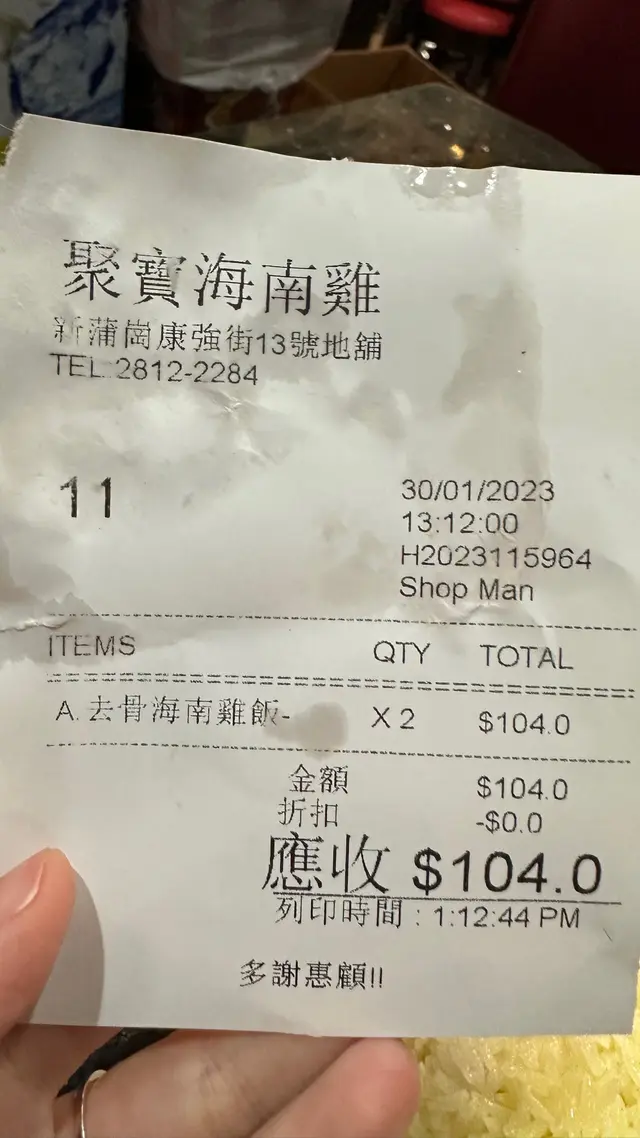 聚寶海南雞
新蒲崗康強街13號地舖
TEL:2812-2284
11
30/01/2023
13:12:00
H2023115964
Shop Man
ITEMS QTY TOTAL
A. 去骨海南雞飯- X 2 $104.0
金額 $104.0
折扣 -$0.0
應收 $104.0
列印時間 : 1:12:44 PM
多謝惠顧!!